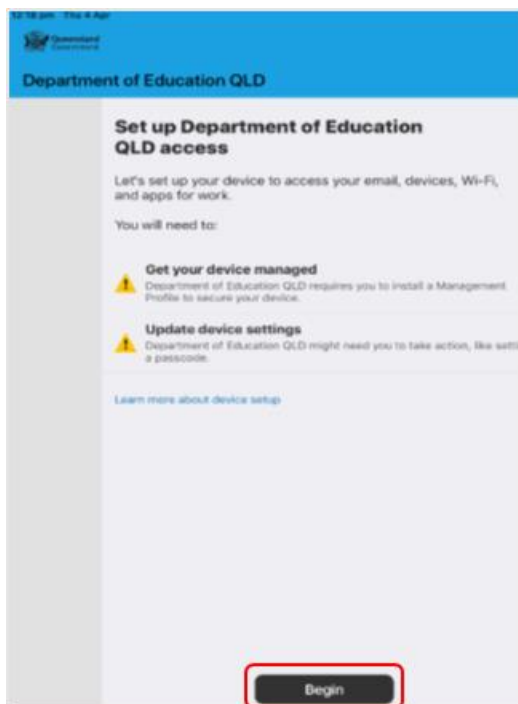 12:18 pm Thu 4 Apr
Queensland
Government
Department of Education QLD
Set up Department of Education
QLD access
Let's set up your device to access your email, devices, Wi-Fi,
and apps for work.
You will need to:
Get your device managed
Department of Education QLD requires you to install a Management
Profile to secure your device.
Update device settings
Department of Education QLD might need you to take action, like setti
a passcode.
Learn more about device setup
Begin